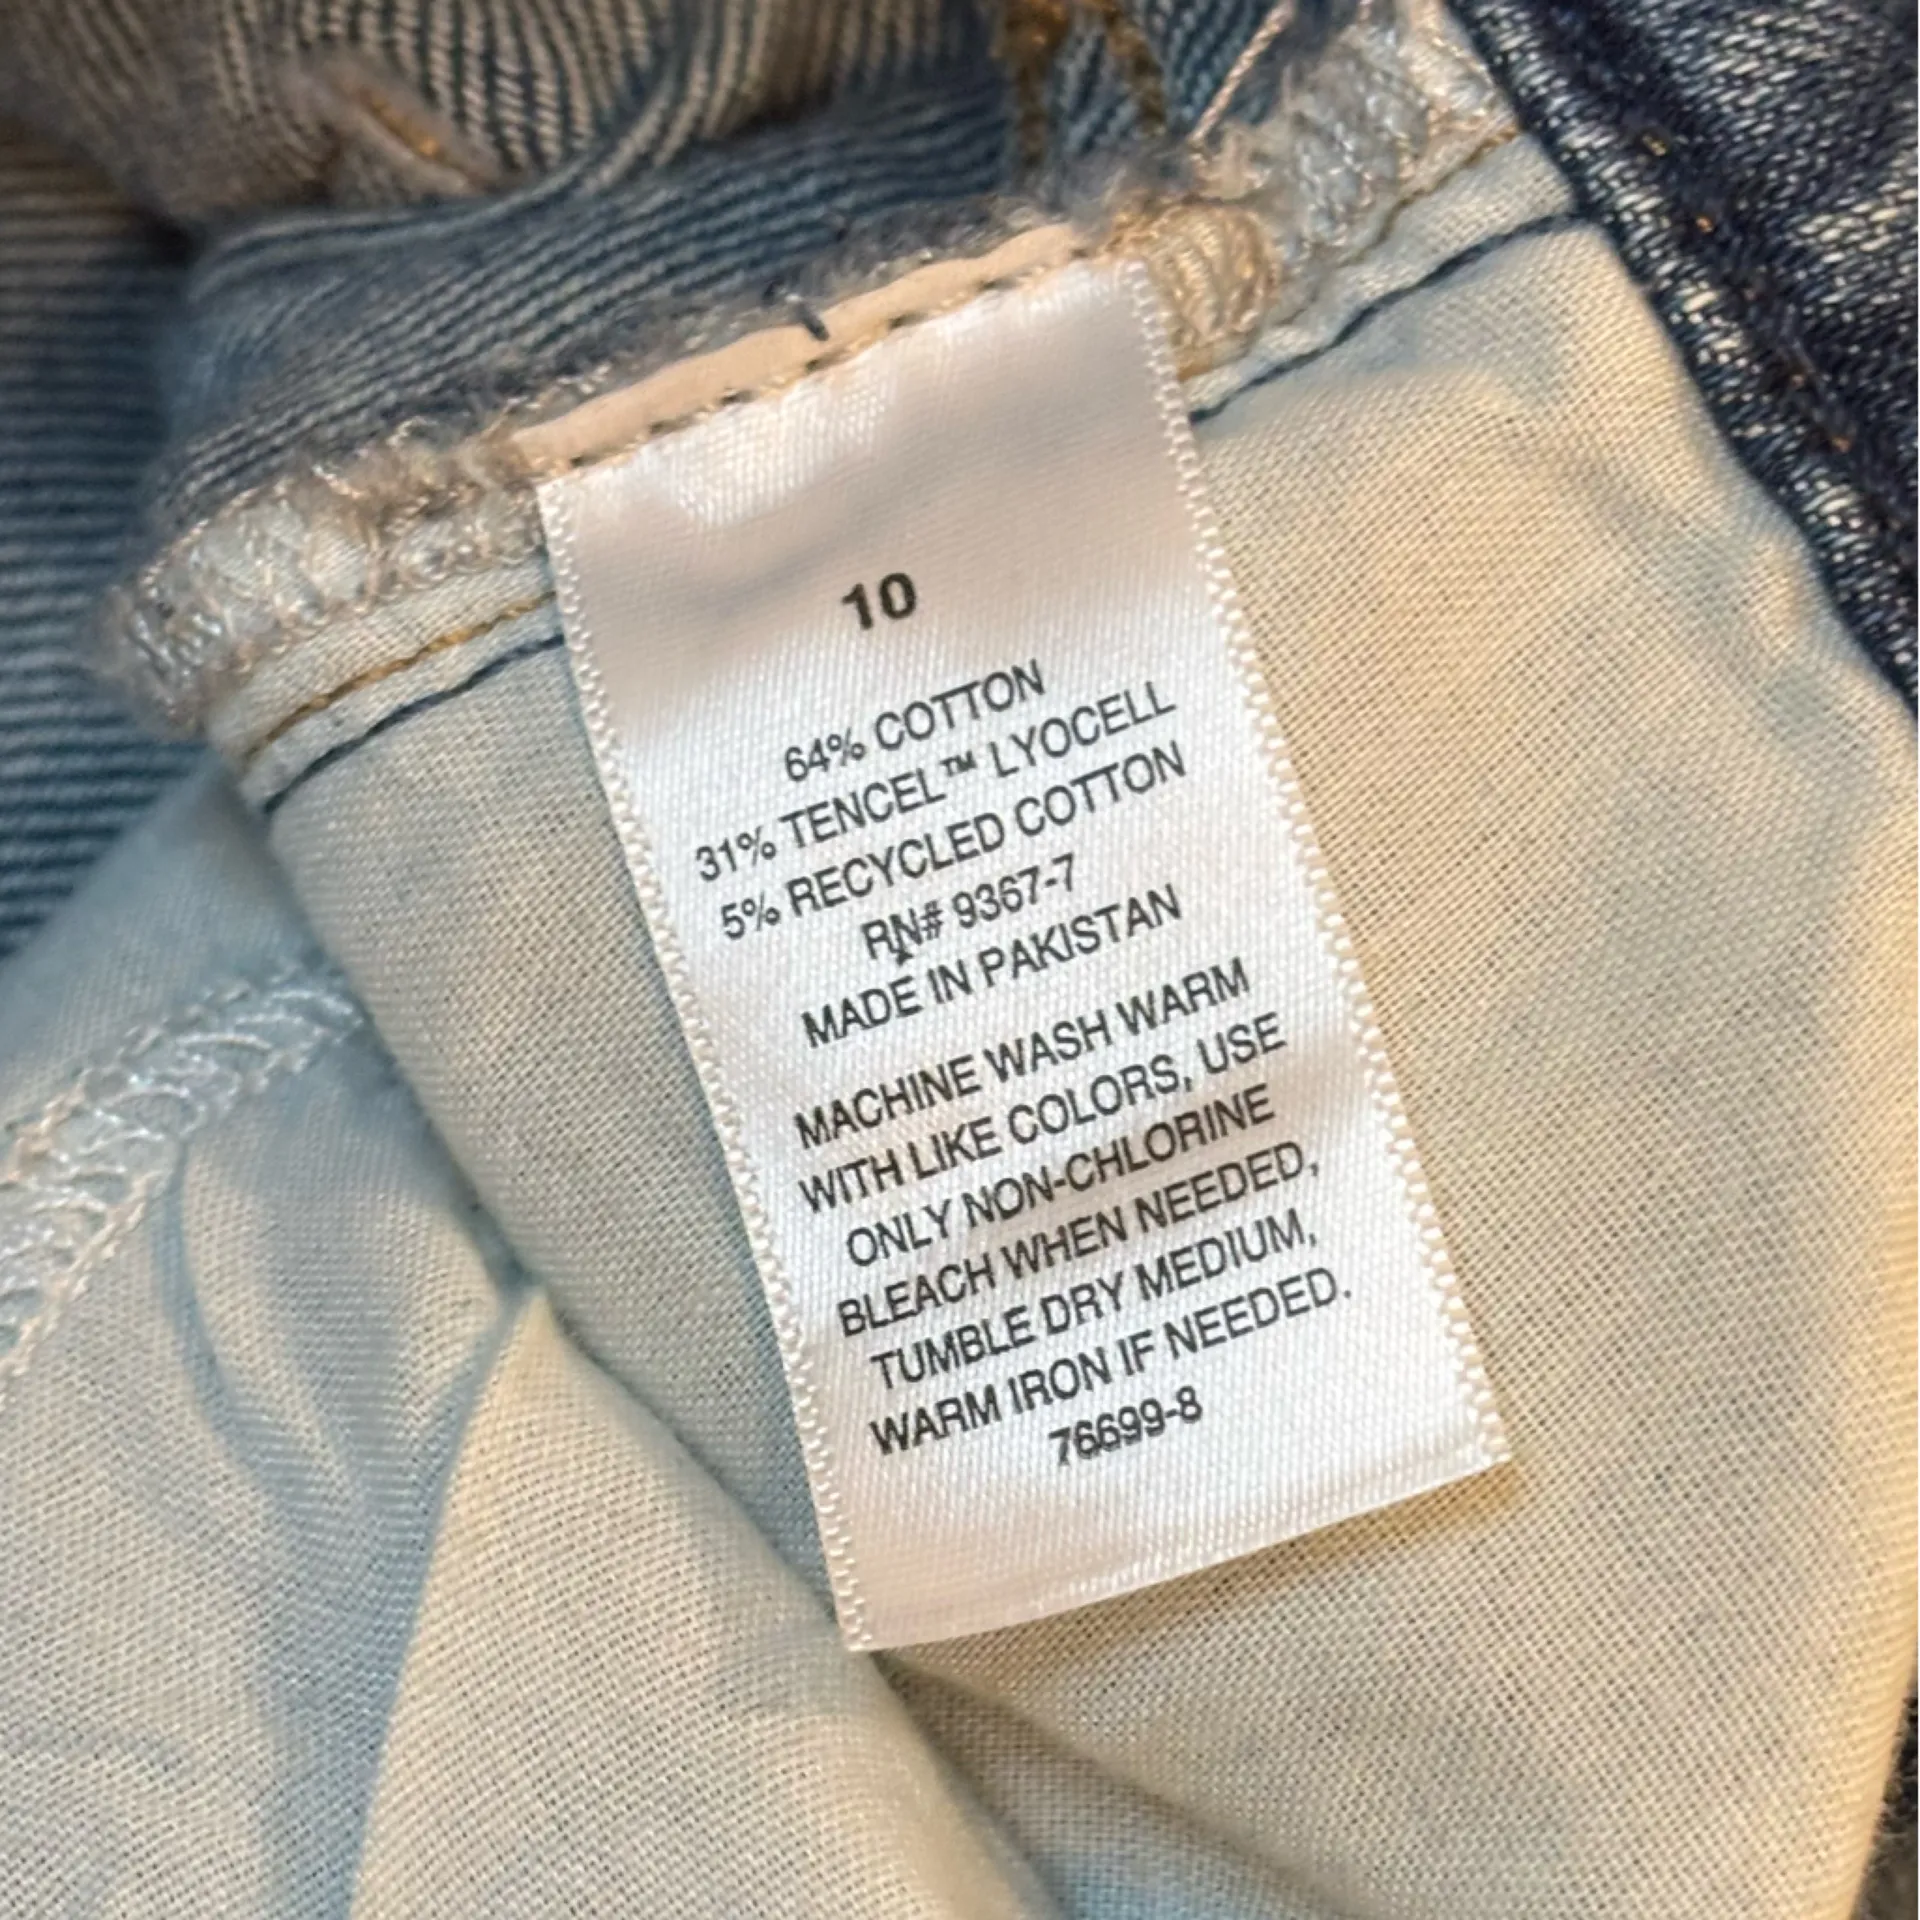 10
64% COTTON
31% TENCEL™ LYOCELL
5% RECYCLED COTTON
RN# 9367-7
MADE IN PAKISTAN
MACHINE WASH WARM
WITH LIKE COLORS, USE
ONLY NON-CHLORINE
BLEACH WHEN NEEDED,
TUMBLE DRY MEDIUM,
WARM IRON IF NEEDED.
76699-8